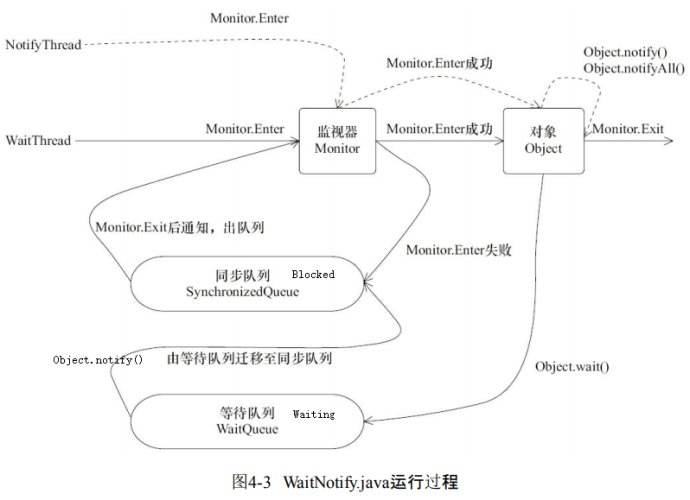 Monitor.Enter
NotifyThread
Object.notify()
Object.notifyAll()
Monitor.Enter成功
Monitor.Enter
监视器
Monitor
Monitor.Enter成功
对象
Object
Monitor.Exit
WaitThread
Monitor.Exit后通知，出队列
Monitor.Enter失败
同步队列 Blocked
SynchronizedQueue
Object.notify() 由等待队列迁移至同步队列
Object.wait()
等待队列 Waiting
WaitQueue
图4-3 WaitNotify.java运行过程